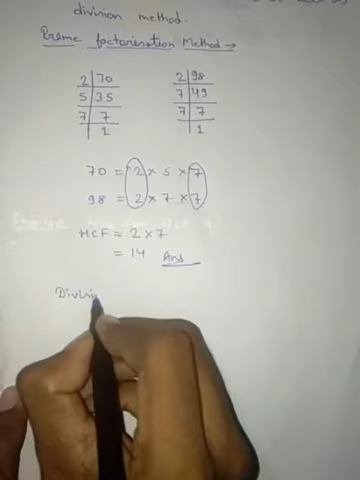 division method.
Prime factorisation Method →
2 | 70
5 | 35
7 | 7
| 1
2 | 98
7 | 49
7 | 7
| 1
70 = 2 × 5 × 7
98 = 2 × 7 × 7
HCF = 2 × 7
= 14 Ans
Divisi